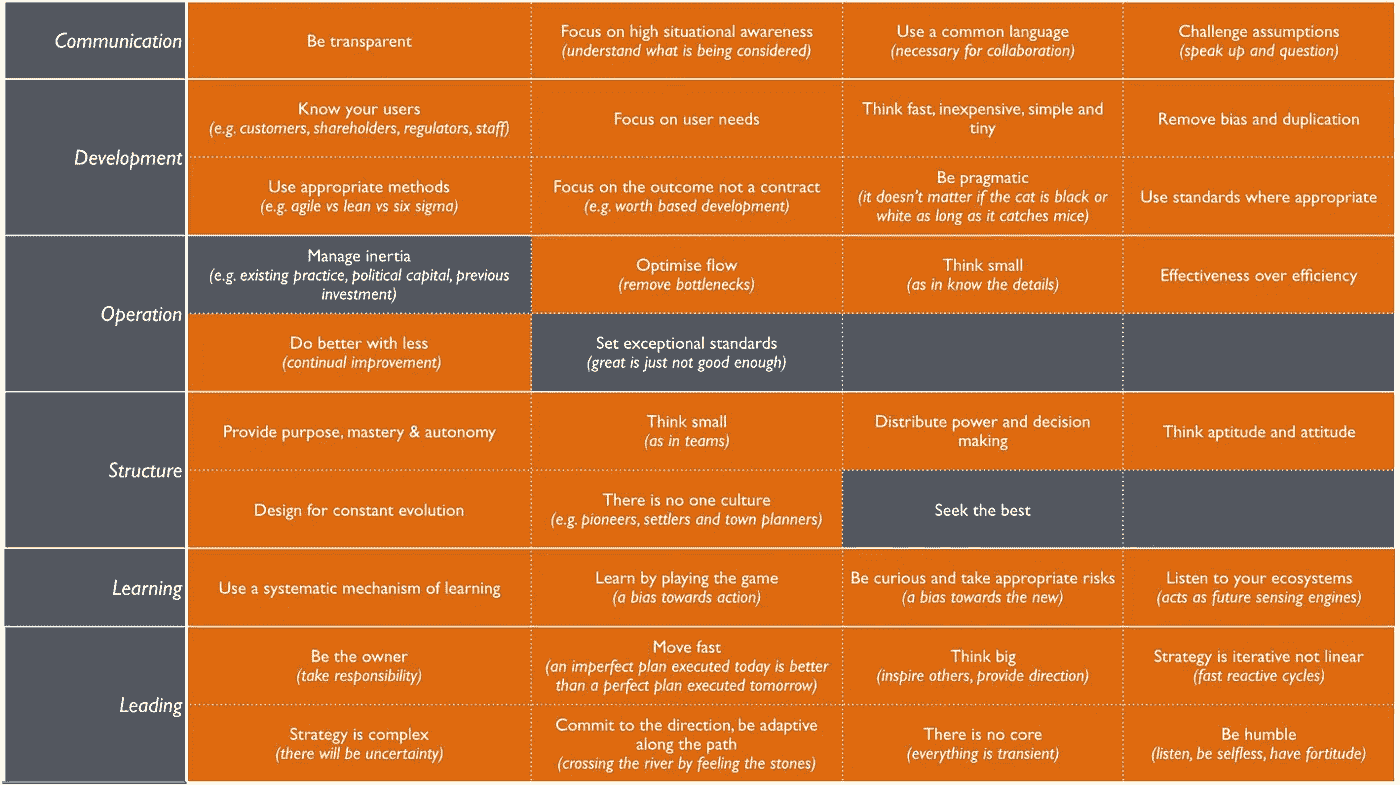 Communication
Be transparent
Focus on high situational awareness
(understand what is being considered)
Use a common language
(necessary for collaboration)
Challenge assumptions
(speak up and question)
Development
Know your users
(e.g. customers, shareholders, regulators, staff)
Focus on user needs
Think fast, inexpensive, simple and
tiny
Remove bias and duplication
Use appropriate methods
(e.g. agile vs lean vs six sigma)
Focus on the outcome not a contract
(e.g. worth based development)
Be pragmatic
(it doesn't matter if the cat is black or
white as long as it catches mice)
Use standards where appropriate
Operation
Manage inertia
(e.g. existing practice, political capital, previous
investment)
Optimise flow
(remove bottlenecks)
Think small
(as in know the details)
Effectiveness over efficiency
Do better with less
(continual improvement)
Set exceptional standards
(great is just not good enough)
Structure
Provide purpose, mastery & autonomy
Think small
(as in teams)
Distribute power and decision
making
Think aptitude and attitude
Design for constant evolution
There is no one culture
(e.g. pioneers, settlers and town planners)
Seek the best
Learning
Use a systematic mechanism of learning
Learn by playing the game
(a bias towards action)
Be curious and take appropriate risks
(a bias towards the new)
Listen to your ecosystems
(acts as future sensing engines)
Leading
Be the owner
(take responsibility)
Move fast
(an imperfect plan executed today is better
than a perfect plan executed tomorrow)
Think big
(inspire others, provide direction)
Strategy is iterative not linear
(fast reactive cycles)
Strategy is complex
(there will be uncertainty)
Commit to the direction, be adaptive
along the path
(crossing the river by feeling the stones)
There is no core
(everything is transient)
Be humble
(listen, be selfless, have fortitude)